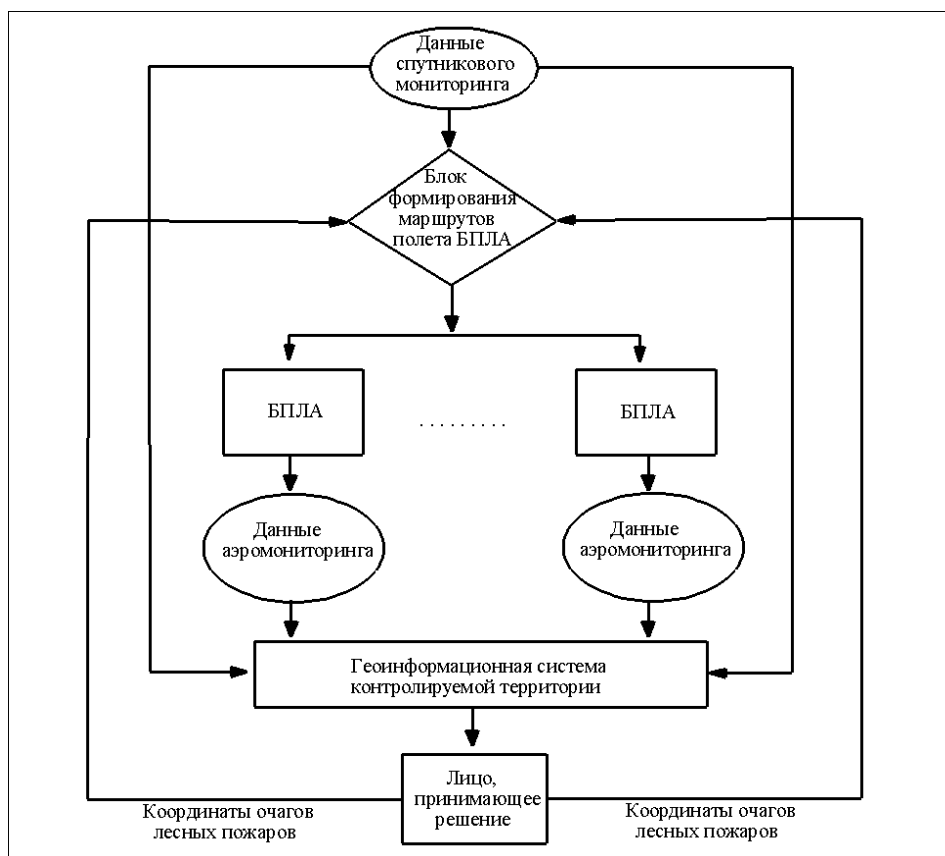 Данные
спутникового
мониторинга
Блок
формирования
маршрутов
полета БПЛА
БПЛА
. . . . . . . . .
БПЛА
Данные
аэромониторинга
Данные
аэромониторинга
Геоинформационная система
контролируемой территории
Лицо,
принимающее
решение
Координаты очагов
лесных пожаров
Координаты очагов
лесных пожаров